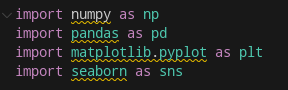 import numpy as np
import pandas as pd
import matplotlib.pyplot as plt
import seaborn as sns